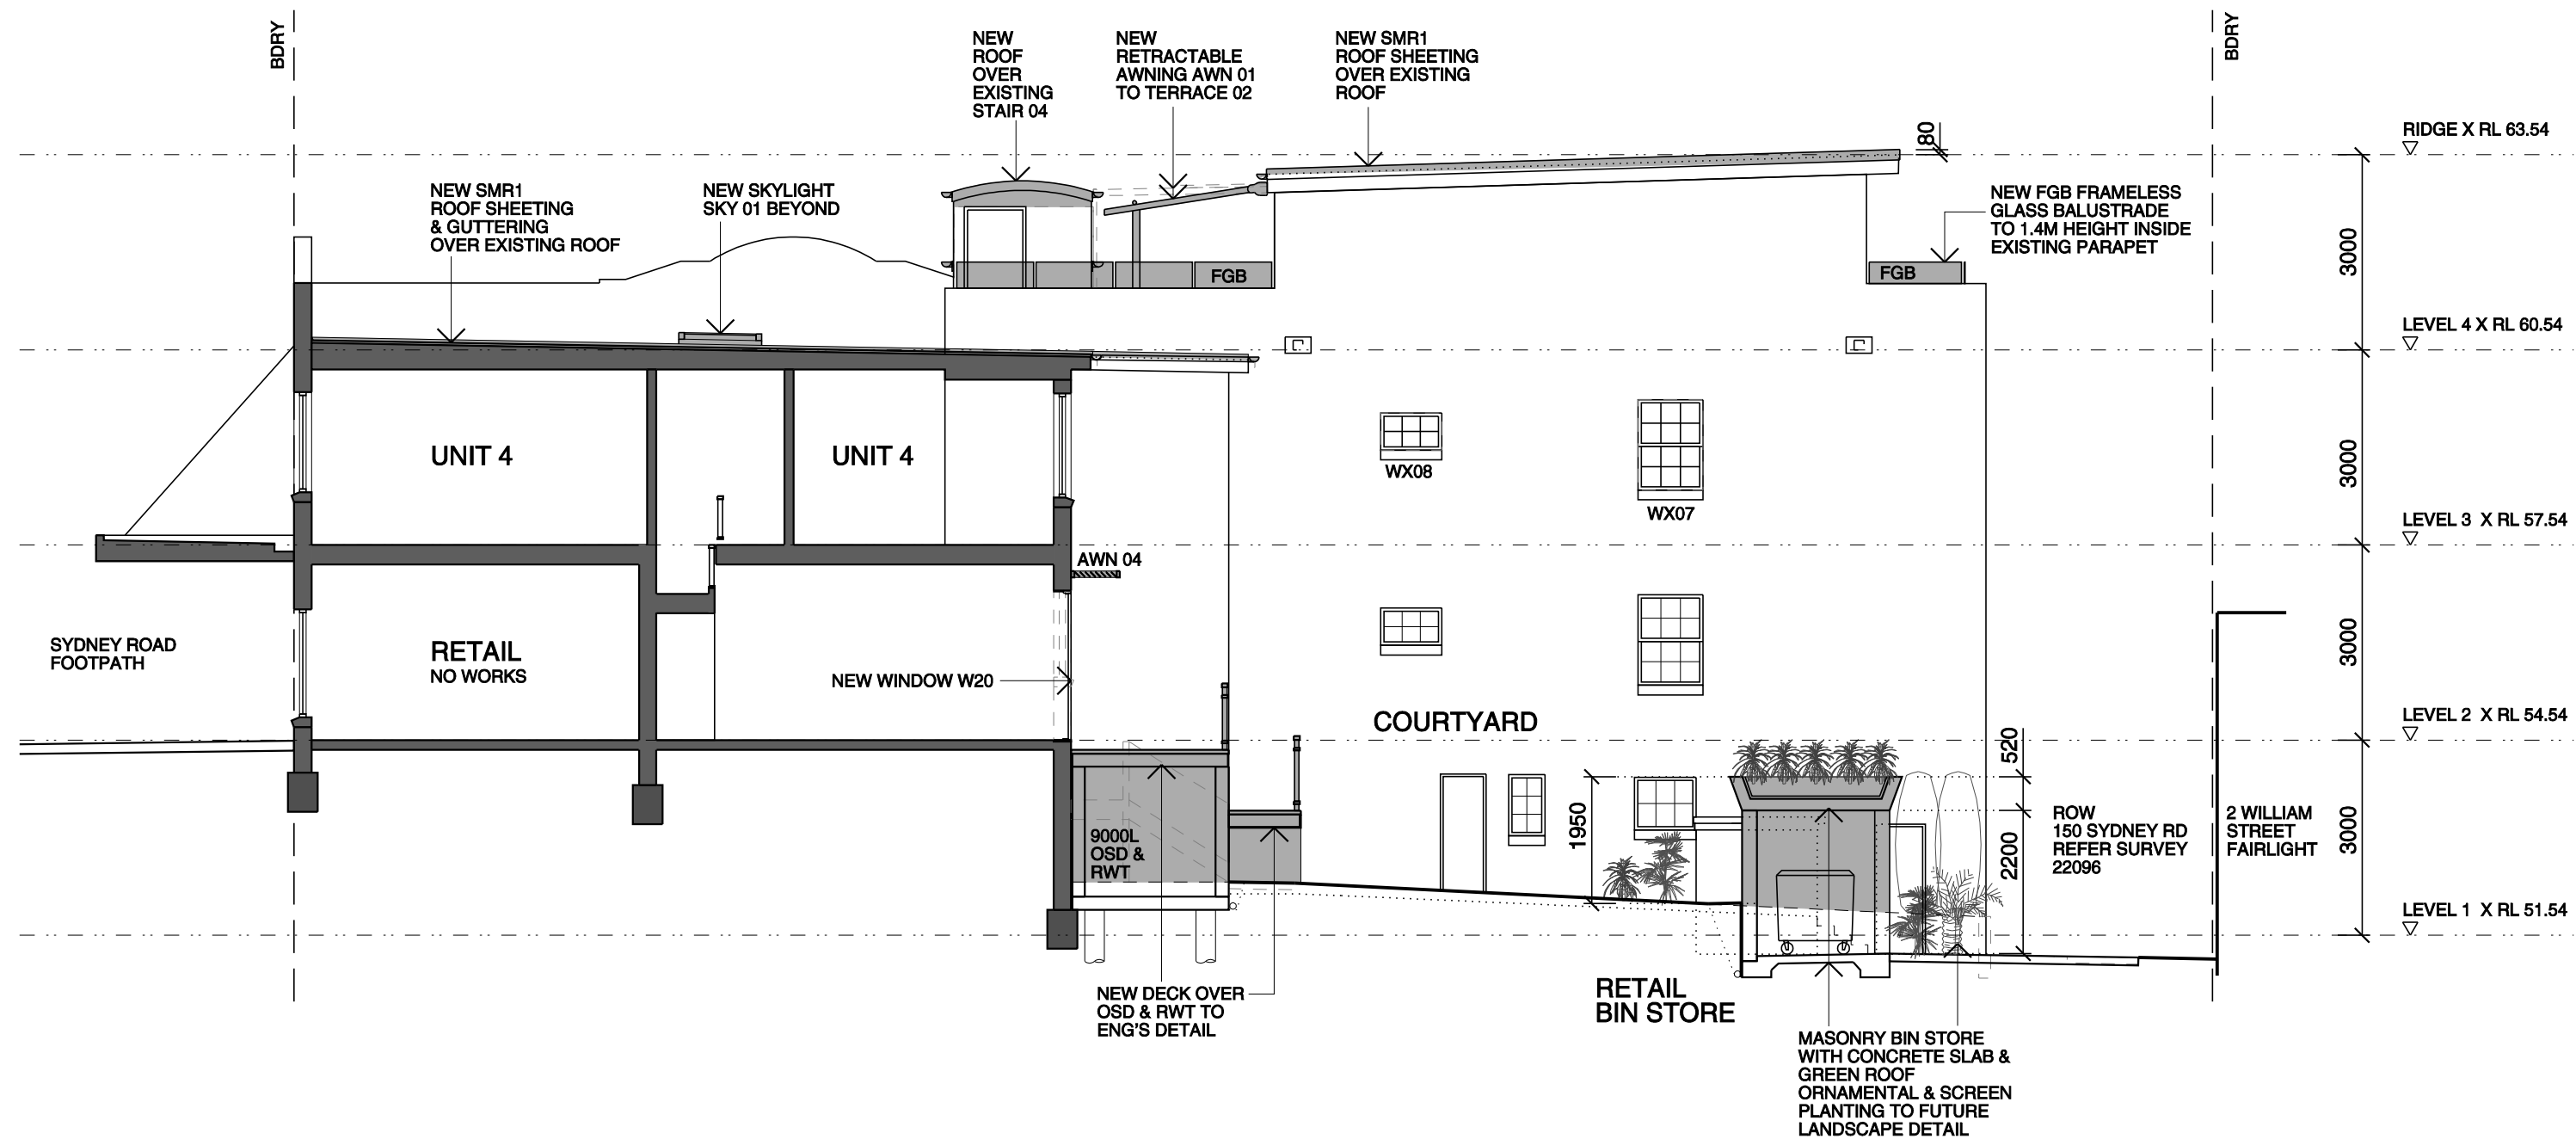 BDRY
NEW
ROOF
OVER
EXISTING
STAIR 04
NEW
RETRACTABLE
AWNING AWN 01
TO TERRACE 02
NEW SMR1
ROOF SHEETING
OVER EXISTING
ROOF
BDRY
80
RIDGE X RL 63.54
NEW SMR1
ROOF SHEETING
& GUTTERING
OVER EXISTING ROOF
NEW SKYLIGHT
SKY 01 BEYOND
NEW FGB FRAMELESS
GLASS BALUSTRADE
TO 1.4M HEIGHT INSIDE
EXISTING PARAPET
3000
FGB
FGB
LEVEL 4 X RL 60.54
UNIT 4
UNIT 4
WX08
WX07
3000
LEVEL 3 X RL 57.54
AWN 04
SYDNEY ROAD
FOOTPATH
RETAIL
NO WORKS
NEW WINDOW W20
3000
COURTYARD
LEVEL 2 X RL 54.54
520
1950
9000L
OSD &
RWT
2200
ROW
150 SYDNEY RD
REFER SURVEY
22096
2 WILLIAM
STREET
FAIRLIGHT
3000
LEVEL 1 X RL 51.54
NEW DECK OVER
OSD & RWT TO
ENG'S DETAIL
RETAIL
BIN STORE
MASONRY BIN STORE
WITH CONCRETE SLAB &
GREEN ROOF
ORNAMENTAL & SCREEN
PLANTING TO FUTURE
LANDSCAPE DETAIL